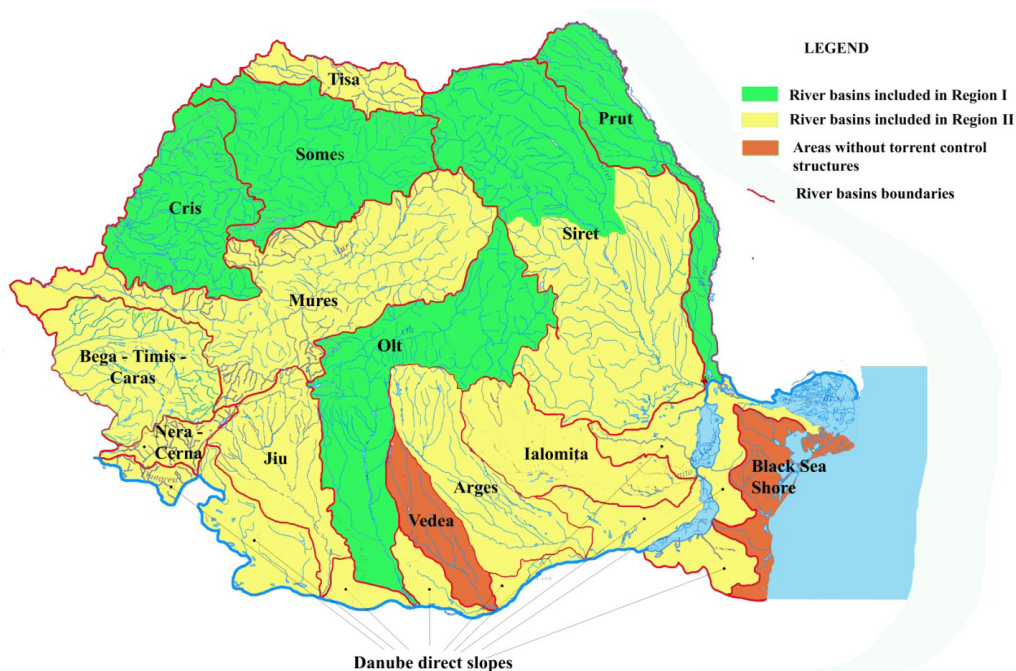 LEGEND
River basins included in Region I
River basins included in Region II
Areas without torrent control
structures
River basins boundaries
Tisa
Prut
Somes
Cris
Siret
Mures
Olt
Bega - Timis -
Caras
Nera -
Cerna
Jiu
Ialomita
Arges
Black Sea
Shore
Vedea
Danube direct slopes